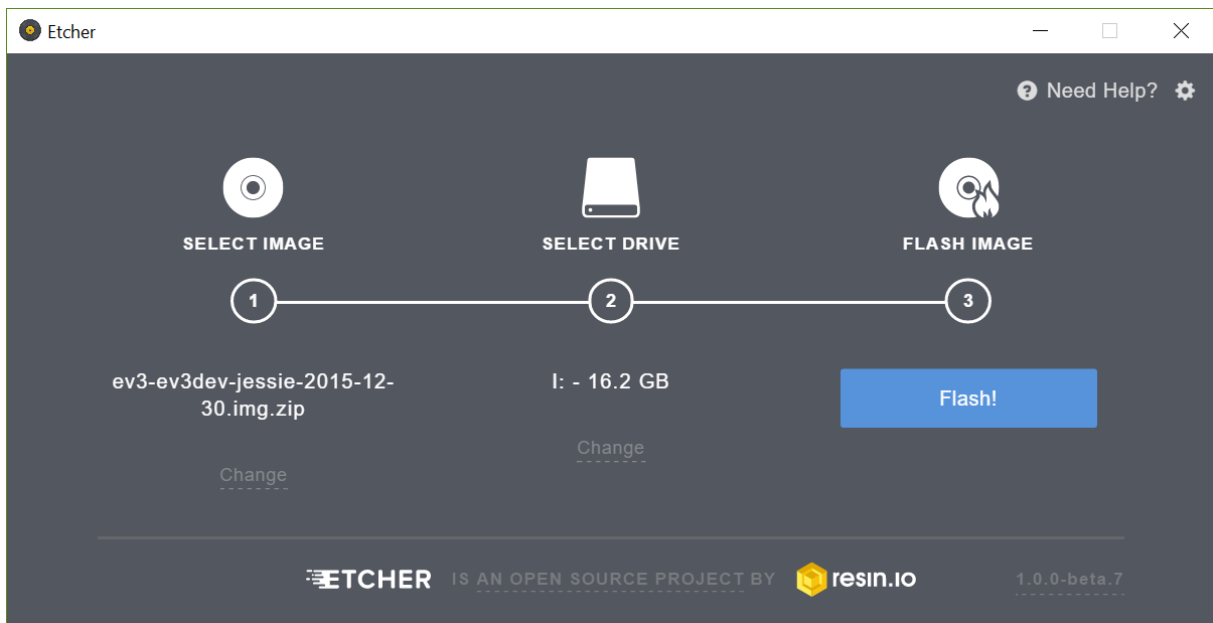 Etcher
Need Help?
SELECT IMAGE
SELECT DRIVE
FLASH IMAGE
1
2
3
ev3-ev3dev-jessie-2015-12-
30.img.zip
Change
I: - 16.2 GB
Change
Flash!
ETCHER IS AN OPEN SOURCE PROJECT BY resin.io
1.0.0-beta.7